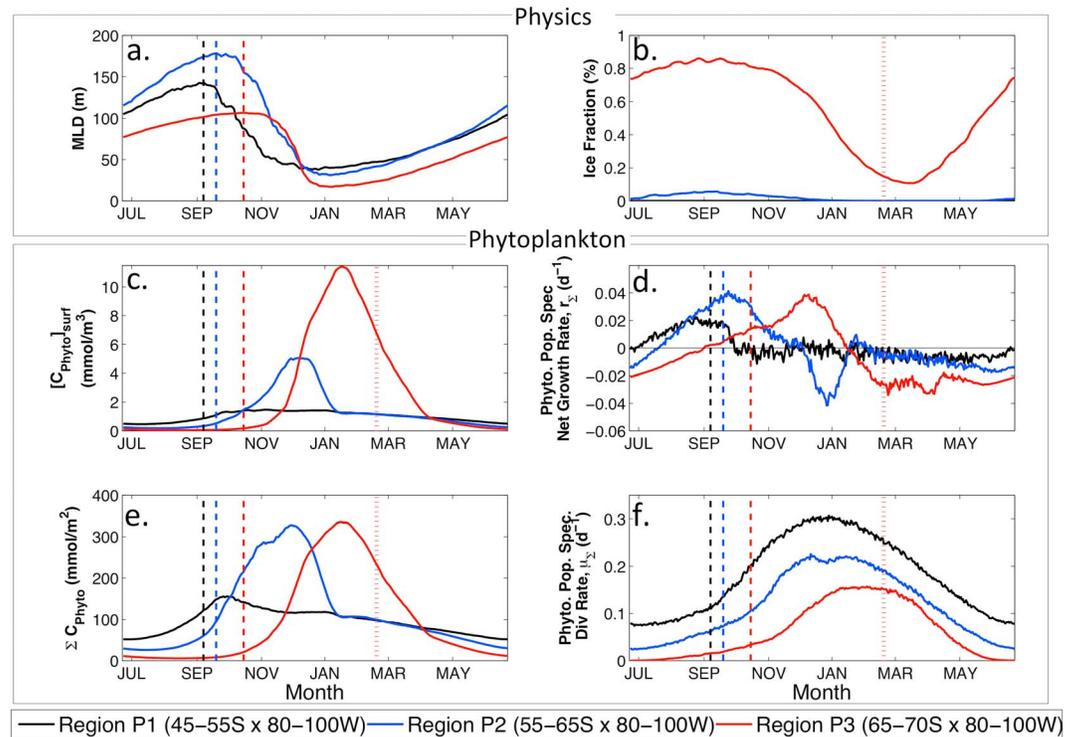 Physics
a.
MLD (m)
200
150
100
50
0
JUL SEP NOV JAN MAR MAY
b.
Ice Fraction (%)
1
0.8
0.6
0.4
0.2
0
JUL SEP NOV JAN MAR MAY
Phytoplankton
c.
[C_Phyto]_surf
(mmol/m³)
10
8
6
4
2
0
JUL SEP NOV JAN MAR MAY
d.
Phyto. Pop. Spec
Net Growth Rate, r_Σ (d⁻¹)
0.04
0.02
0
−0.02
−0.04
−0.06
JUL SEP NOV JAN MAR MAY
e.
Σ C_Phyto (mmol/m²)
400
300
200
100
0
JUL SEP NOV JAN MAR MAY
Month
f.
Phyto. Pop. Spec.
Div Rate, μ_Σ (d⁻¹)
0.3
0.2
0.1
0
JUL SEP NOV JAN MAR MAY
Month
Region P1 (45−55S x 80−100W) Region P2 (55−65S x 80−100W) Region P3 (65−70S x 80−100W)